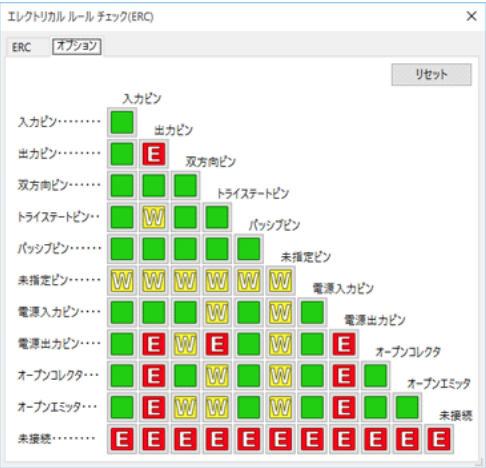 エレクトリカル ルール チェック(ERC)
ERC オプション
リセット
入力ピン
入力ピン········
出力ピン
出力ピン········ E
双方向ピン
双方向ピン······
トライステートピン
トライステートピン·· W
パッシブピン
パッシブピン······
未指定ピン
未指定ピン······ W W W W W W
電源入力ピン
電源入力ピン···· W W
電源出力ピン
電源出力ピン···· E W E W E
オープンコレクタ
オープンコレクタ··· E W W E
オープンエミッタ
オープンエミッタ··· E W W W E
未接続
未接続········ E E E E E E E E E E E